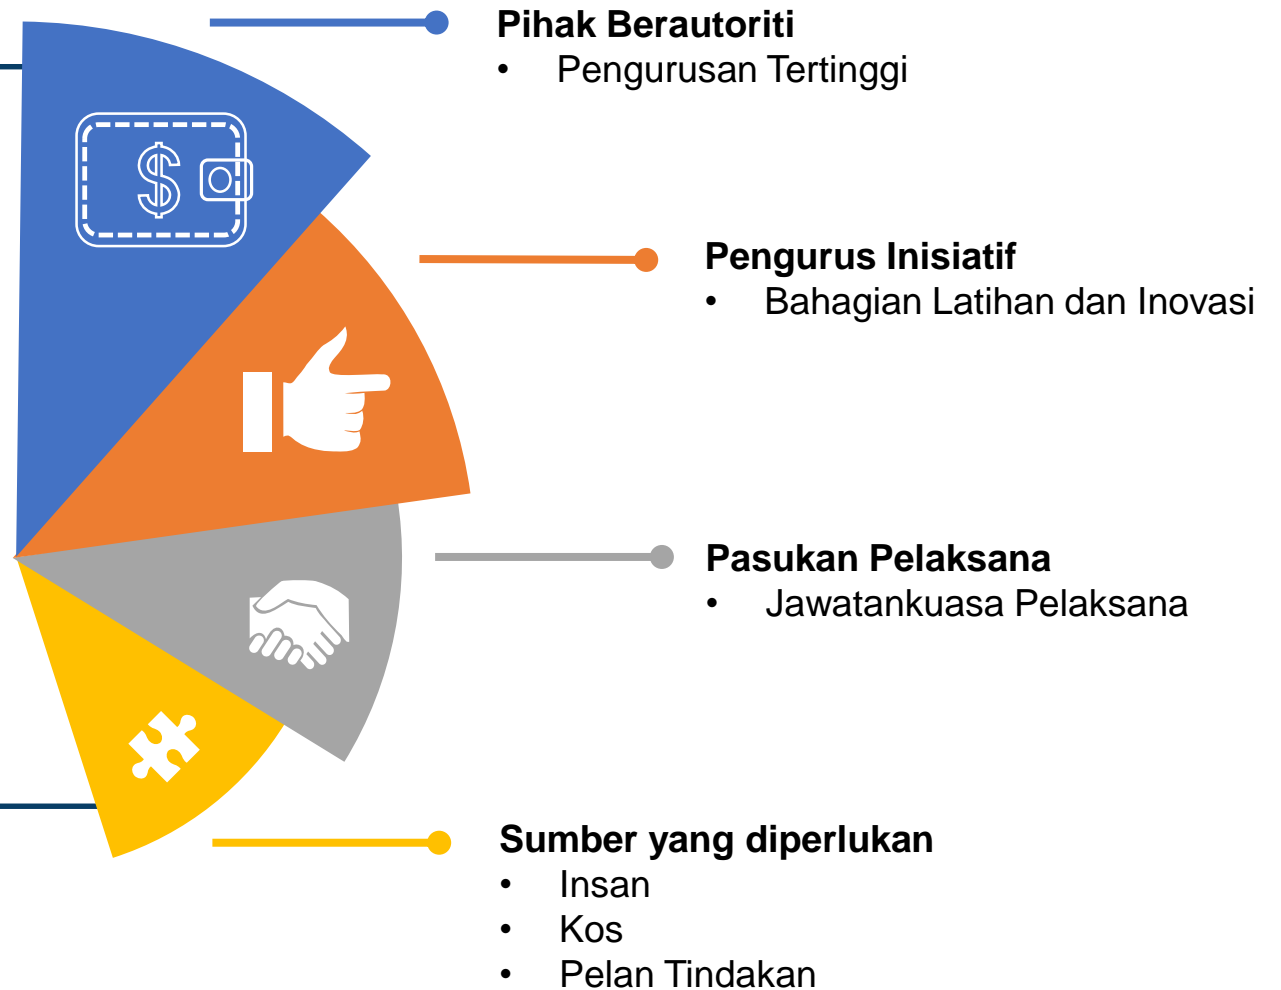 Pihak Berautoriti
• Pengurusan Tertinggi
$
Pengurus Inisiatif
• Bahagian Latihan dan Inovasi
Pasukan Pelaksana
• Jawatankuasa Pelaksana
Sumber yang diperlukan
• Insan
• Kos
• Pelan Tindakan